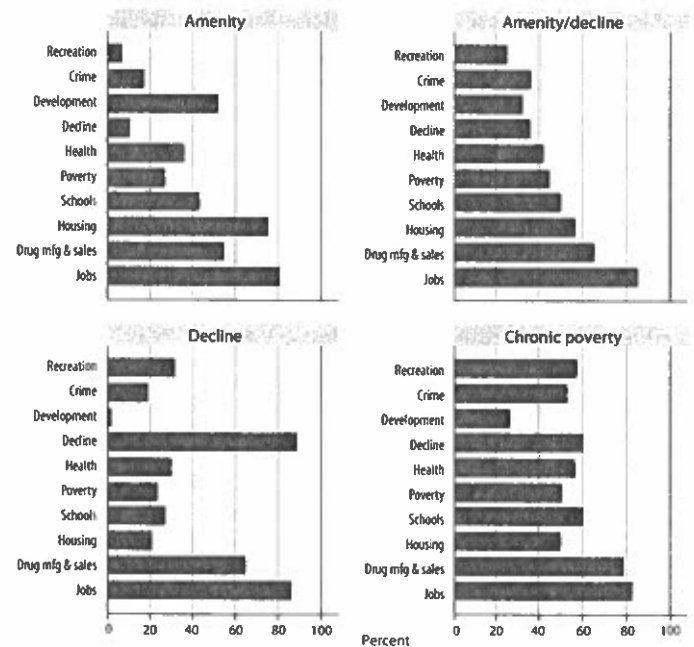 Amenity
Recreation
Crime
Development
Decline
Health
Poverty
Schools
Housing
Drug mfg & sales
Jobs
Amenity/decline
Recreation
Crime
Development
Decline
Health
Poverty
Schools
Housing
Drug mfg & sales
Jobs
Decline
Recreation
Crime
Development
Decline
Health
Poverty
Schools
Housing
Drug mfg & sales
Jobs
0 20 40 60 80 100
Chronic poverty
Recreation
Crime
Development
Decline
Health
Poverty
Schools
Housing
Drug mfg & sales
Jobs
0 20 40 60 80 100
Percent